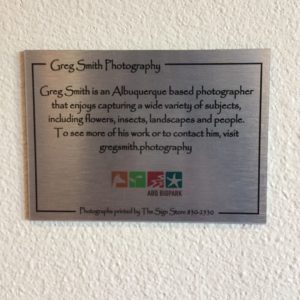 Greg Smith Photography
Greg Smith is an Albuquerque based photographer
that enjoys capturing a wide variety of subjects,
including flowers, insects, landscapes and people.
To see more of his work or to contact him, visit
gregsmith.photography
ABQ BIOPARK
Photographs printed by The Sign Store 830-2330